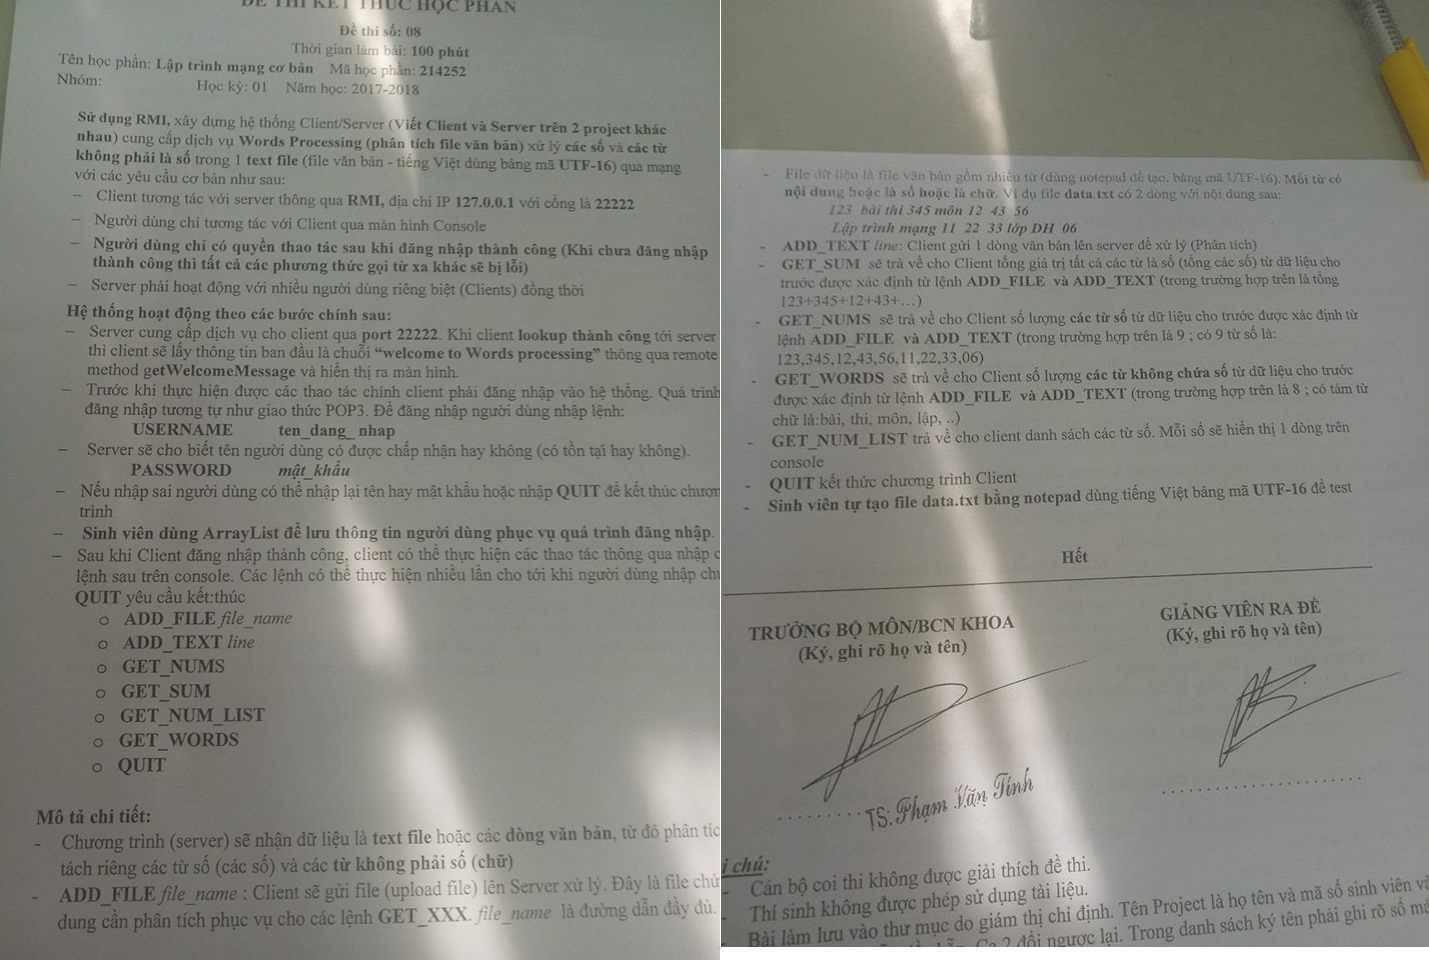 ĐỀ THI KẾT THÚC HỌC PHẦN
Đề thi số: 08
Thời gian làm bài: 100 phút
Tên học phần: Lập trình mạng cơ bản Mã học phần: 214252
Nhóm: Học kỳ: 01 Năm học: 2017-2018
Sử dụng RMI, xây dựng hệ thống Client/Server (Viết Client và Server trên 2 project khác
nhau) cung cấp dịch vụ Words Processing (phân tích file văn bản) xử lý các số và các từ
không phải là số trong 1 text file (file văn bản - tiếng Việt dùng bảng mã UTF-16) qua mạng
với các yêu cầu cơ bản như sau:
– Client tương tác với server thông qua RMI, địa chỉ IP 127.0.0.1 với cổng là 22222
– Người dùng chỉ tương tác với Client qua màn hình Console
– Người dùng chỉ có quyền thao tác sau khi đăng nhập thành công (Khi chưa đăng nhập
thành công thì tất cả các phương thức gọi từ xa khác sẽ bị lỗi)
– Server phải hoạt động với nhiều người dùng riêng biệt (Clients) đồng thời
Hệ thống hoạt động theo các bước chính sau:
– Server cung cấp dịch vụ cho client qua port 22222. Khi client lookup thành công tới server
thì client sẽ lấy thông tin ban đầu là chuỗi “welcome to Words processing” thông qua remote
method getWelcomeMessage và hiển thị ra màn hình.
– Trước khi thực hiện được các thao tác chính client phải đăng nhập vào hệ thống. Quá trình
đăng nhập tương tự như giao thức POP3. Để đăng nhập người dùng nhập lệnh:
USERNAME ten_dang_nhap
– Server sẽ cho biết tên người dùng có được chấp nhận hay không (có tồn tại hay không).
PASSWORD mật_khẩu
– Nếu nhập sai người dùng có thể nhập lại tên hay mật khẩu hoặc nhập QUIT để kết thúc chươn
trình
– Sinh viên dùng ArrayList để lưu thông tin người dùng phục vụ quá trình đăng nhập.
– Sau khi Client đăng nhập thành công, client có thể thực hiện các thao tác thông qua nhập c
lệnh sau trên console. Các lệnh có thể thực hiện nhiều lần cho tới khi người dùng nhập ch
QUIT yêu cầu kết thúc
o ADD_FILE file_name
o ADD_TEXT line
o GET_NUMS
o GET_SUM
o GET_NUM_LIST
o GET_WORDS
o QUIT
Mô tả chi tiết:
- Chương trình (server) sẽ nhận dữ liệu là text file hoặc các dòng văn bản, từ đó phân tíc
tách riêng các từ số (các số) và các từ không phải số (chữ)
- ADD_FILE file_name : Client sẽ gửi file (upload file) lên Server xử lý. Đây là file chứ
dung cần phân tích phục vụ cho các lệnh GET_XXX. file_name là đường dẫn đầy đủ.
- File dữ liệu là file văn bản gồm nhiều từ (dùng notepad để tạo, bảng mã UTF-16). Mỗi từ có
nội dung hoặc là số hoặc là chữ. Ví dụ file data.txt có 2 dòng với nội dung sau:
123 bài thi 345 môn 12 43 56
Lập trình mạng 11 22 33 lớp DH 06
- ADD_TEXT line: Client gửi 1 dòng văn bản lên server để xử lý (Phân tích)
- GET_SUM sẽ trả về cho Client tổng giá trị tất cả các từ là số (tổng các số) từ dữ liệu cho
trước được xác định từ lệnh ADD_FILE và ADD_TEXT (trong trường hợp trên là tổng
123+345+12+43+…)
- GET_NUMS sẽ trả về cho Client số lượng các từ số từ dữ liệu cho trước được xác định từ
lệnh ADD_FILE và ADD_TEXT (trong trường hợp trên là 9 ; có 9 từ số là:
123,345,12,43,56,11,22,33,06)
- GET_WORDS sẽ trả về cho Client số lượng các từ không chứa số từ dữ liệu cho trước
được xác định từ lệnh ADD_FILE và ADD_TEXT (trong trường hợp trên là 8 ; có tám từ
chữ là:bài, thi, môn, lập, ..)
- GET_NUM_LIST trả về cho client danh sách các từ số. Mỗi số sẽ hiển thị 1 dòng trên
console
- QUIT kết thúc chương trình Client
- Sinh viên tự tạo file data.txt bằng notepad dùng tiếng Việt bảng mã UTF-16 để test
Hết
TRƯỞNG BỘ MÔN/BCN KHOA GIẢNG VIÊN RA ĐỀ
(Ký, ghi rõ họ và tên) (Ký, ghi rõ họ và tên)
TS. Phạm Văn Tính
i chú:
- Cán bộ coi thi không được giải thích đề thi.
- Thí sinh không được phép sử dụng tài liệu.
Bài làm lưu vào thư mục do giám thị chỉ định. Tên Project là họ tên và mã số sinh viên và
Ca 2 đổi ngược lại. Trong danh sách ký tên phải ghi rõ số má